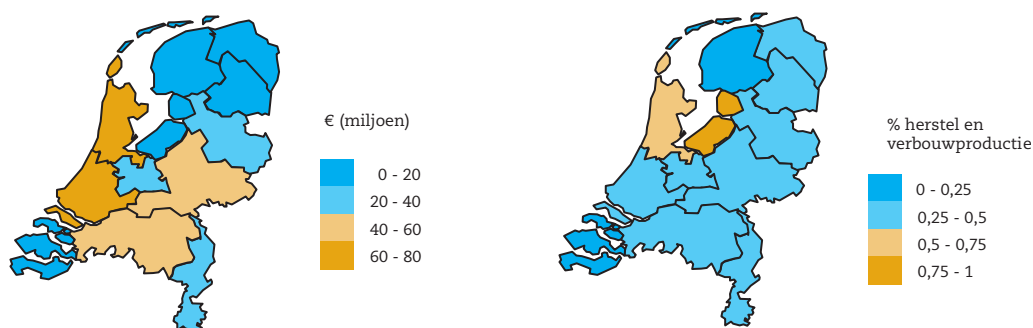 € (miljoen)
0 - 20
20 - 40
40 - 60
60 - 80
% herstel en
verbouwproductie
0 - 0,25
0,25 - 0,5
0,5 - 0,75
0,75 - 1